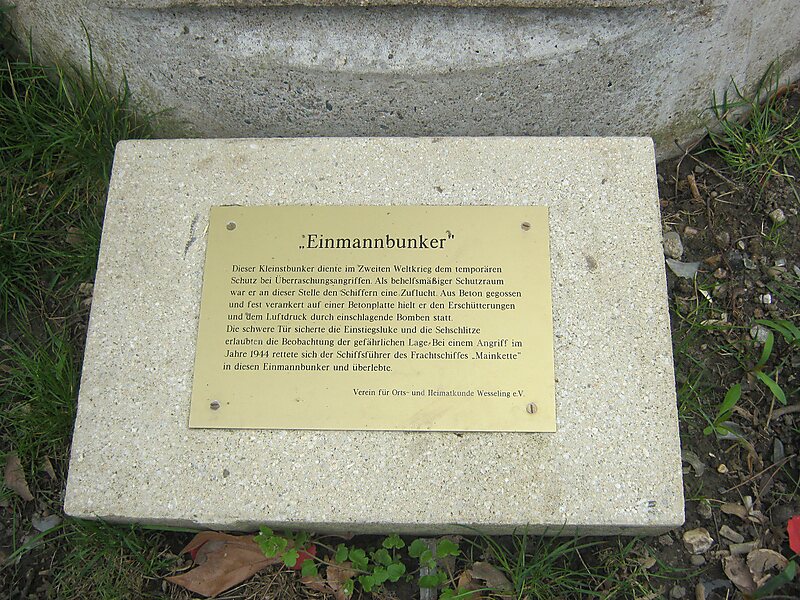 „Einmannbunker"
Dieser Kleinstbunker diente im Zweiten Weltkrieg dem temporären
Schutz bei Überraschungsangriffen. Als behelfsmäßiger Schutzraum
war er an dieser Stelle den Schiffern eine Zuflucht. Aus Beton gegossen
und fest verankert auf einer Betonplatte hielt er den Erschütterungen
und dem Luftdruck durch einschlagende Bomben statt.
Die schwere Tür sicherte die Einstiegsluke und die Sehschlitze
erlaubten die Beobachtung der gefährlichen Lage. Bei einem Angriff im
Jahre 1944 rettete sich der Schiffsführer des Frachtschiffes „Mainkette"
in diesen Einmannbunker und überlebte.
Verein für Orts- und Heimatkunde Wesseling e.V.